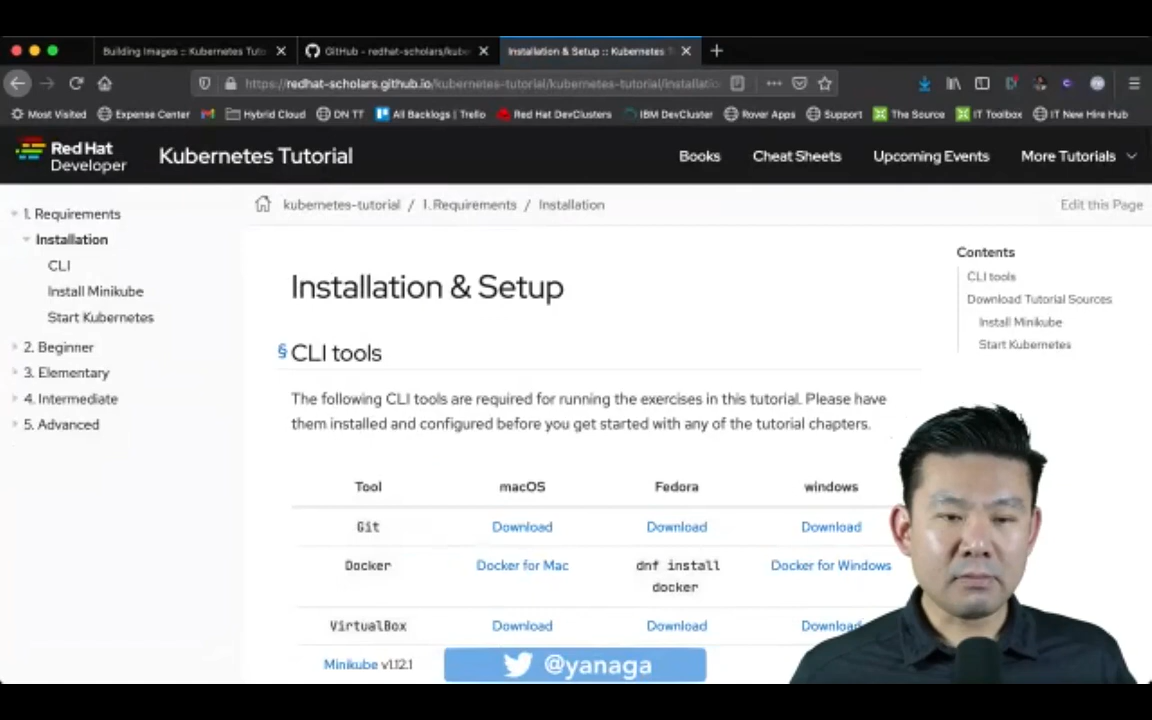 Building Images :: Kubernetes Tuto
GitHub - redhat-scholars/kube
Installation & Setup :: Kubernetes T
https://redhat-scholars.github.io/kubernetes-tutorial/kubernetes-tutorial/installatio
Most Visited
Expense Center
Hybrid Cloud
DN TT
All Backlogs | Trello
Red Hat DevClusters
IBM DevCluster
Rover Apps
Support
The Source
IT Toolbox
IT New Hire Hub
Red Hat
Developer
Kubernetes Tutorial
Books
Cheat Sheets
Upcoming Events
More Tutorials
1. Requirements
Installation
CLI
Install Minikube
Start Kubernetes
2. Beginner
3. Elementary
4. Intermediate
5. Advanced
kubernetes-tutorial / 1. Requirements / Installation
Edit this Page
Installation & Setup
§ CLI tools
The following CLI tools are required for running the exercises in this tutorial. Please have
them installed and configured before you get started with any of the tutorial chapters.
Tool macOS Fedora windows
Git Download Download Download
Docker Docker for Mac dnf install Docker for Windows
docker
VirtualBox Download Download Download
Minikube v1.12.1
Contents
CLI tools
Download Tutorial Sources
Install Minikube
Start Kubernetes
@yanaga